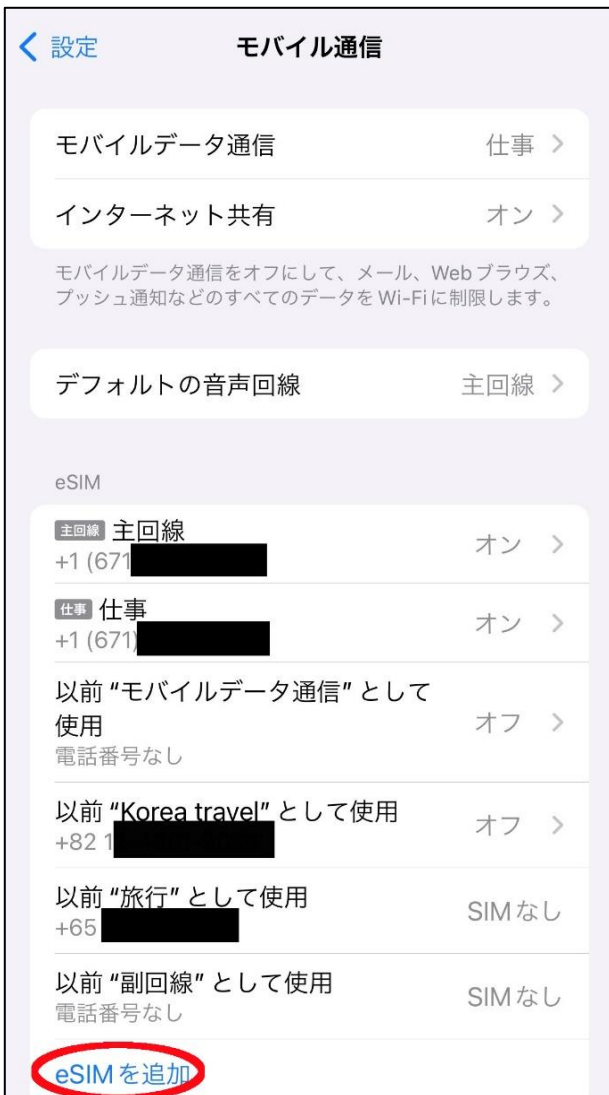 設定
モバイル通信
モバイルデータ通信 仕事
インターネット共有 オン
モバイルデータ通信をオフにして、メール、Webブラウズ、
プッシュ通知などのすべてのデータをWi-Fiに制限します。
デフォルトの音声回線 主回線
eSIM
主回線 主回線
+1 (671 オン
仕事 仕事
+1 (671) オン
以前 “モバイルデータ通信” として
使用
電話番号なし オフ
以前 “Korea travel” として使用
+82 1 オフ
以前 “旅行” として使用
+65 SIMなし
以前 “副回線” として使用
電話番号なし SIMなし
eSIMを追加